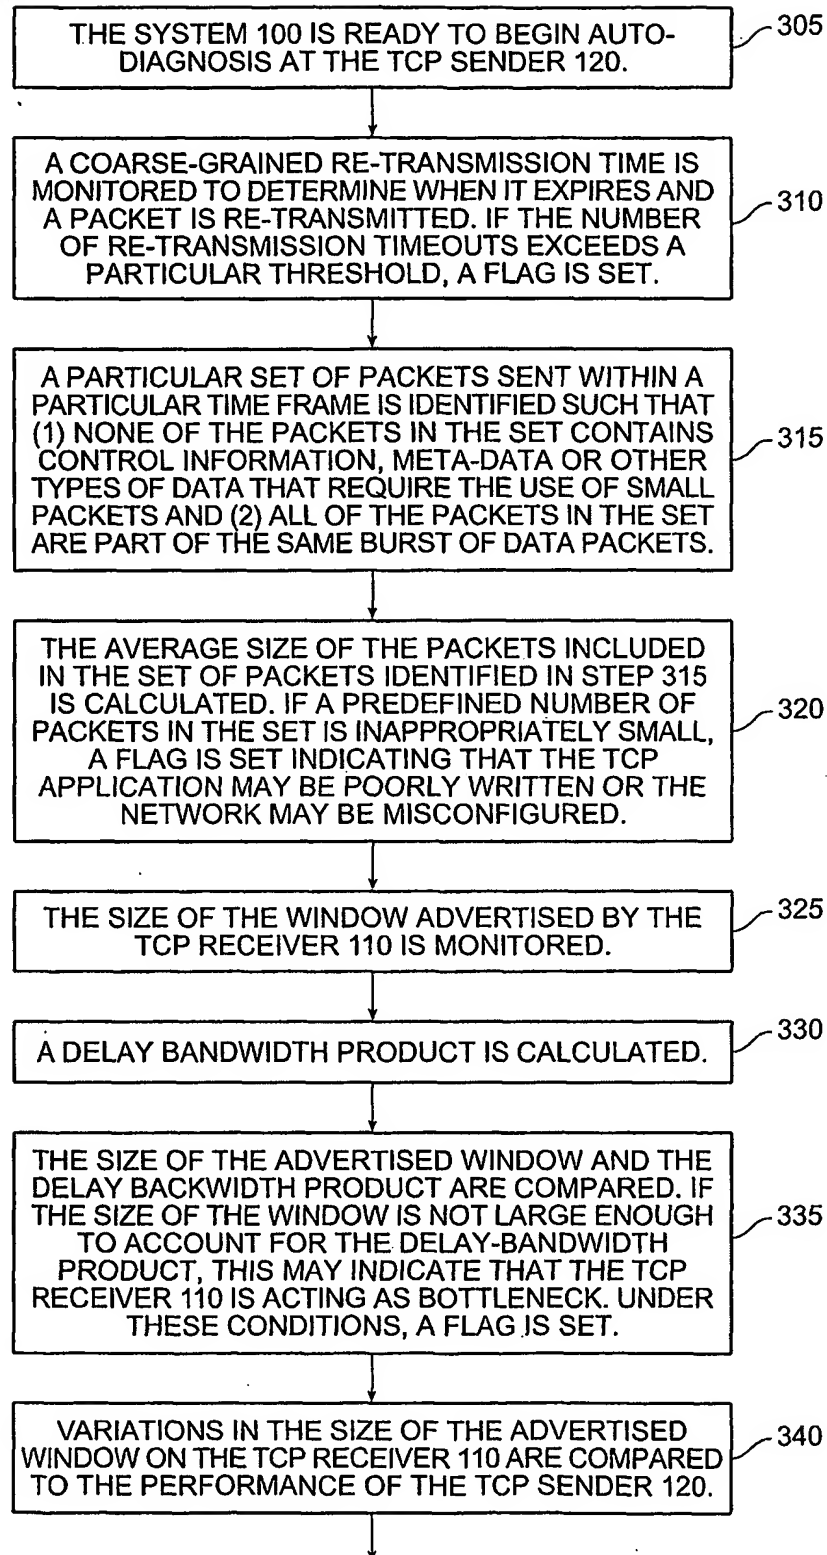 THE SYSTEM 100 IS READY TO BEGIN AUTO-
DIAGNOSIS AT THE TCP SENDER 120.
305
A COARSE-GRAINED RE-TRANSMISSION TIME IS
MONITORED TO DETERMINE WHEN IT EXPIRES AND
A PACKET IS RE-TRANSMITTED. IF THE NUMBER
OF RE-TRANSMISSION TIMEOUTS EXCEEDS A
PARTICULAR THRESHOLD, A FLAG IS SET.
310
A PARTICULAR SET OF PACKETS SENT WITHIN A
PARTICULAR TIME FRAME IS IDENTIFIED SUCH THAT
(1) NONE OF THE PACKETS IN THE SET CONTAINS
CONTROL INFORMATION, META-DATA OR OTHER
TYPES OF DATA THAT REQUIRE THE USE OF SMALL
PACKETS AND (2) ALL OF THE PACKETS IN THE SET
ARE PART OF THE SAME BURST OF DATA PACKETS.
315
THE AVERAGE SIZE OF THE PACKETS INCLUDED
IN THE SET OF PACKETS IDENTIFIED IN STEP 315
IS CALCULATED. IF A PREDEFINED NUMBER OF
PACKETS IN THE SET IS INAPPROPRIATELY SMALL,
A FLAG IS SET INDICATING THAT THE TCP
APPLICATION MAY BE POORLY WRITTEN OR THE
NETWORK MAY BE MISCONFIGURED.
320
THE SIZE OF THE WINDOW ADVERTISED BY THE
TCP RECEIVER 110 IS MONITORED.
325
A DELAY BANDWIDTH PRODUCT IS CALCULATED.
330
THE SIZE OF THE ADVERTISED WINDOW AND THE
DELAY BACKWIDTH PRODUCT ARE COMPARED. IF
THE SIZE OF THE WINDOW IS NOT LARGE ENOUGH
TO ACCOUNT FOR THE DELAY-BANDWIDTH
PRODUCT, THIS MAY INDICATE THAT THE TCP
RECEIVER 110 IS ACTING AS BOTTLENECK. UNDER
THESE CONDITIONS, A FLAG IS SET.
335
VARIATIONS IN THE SIZE OF THE ADVERTISED
WINDOW ON THE TCP RECEIVER 110 ARE COMPARED
TO THE PERFORMANCE OF THE TCP SENDER 120.
340